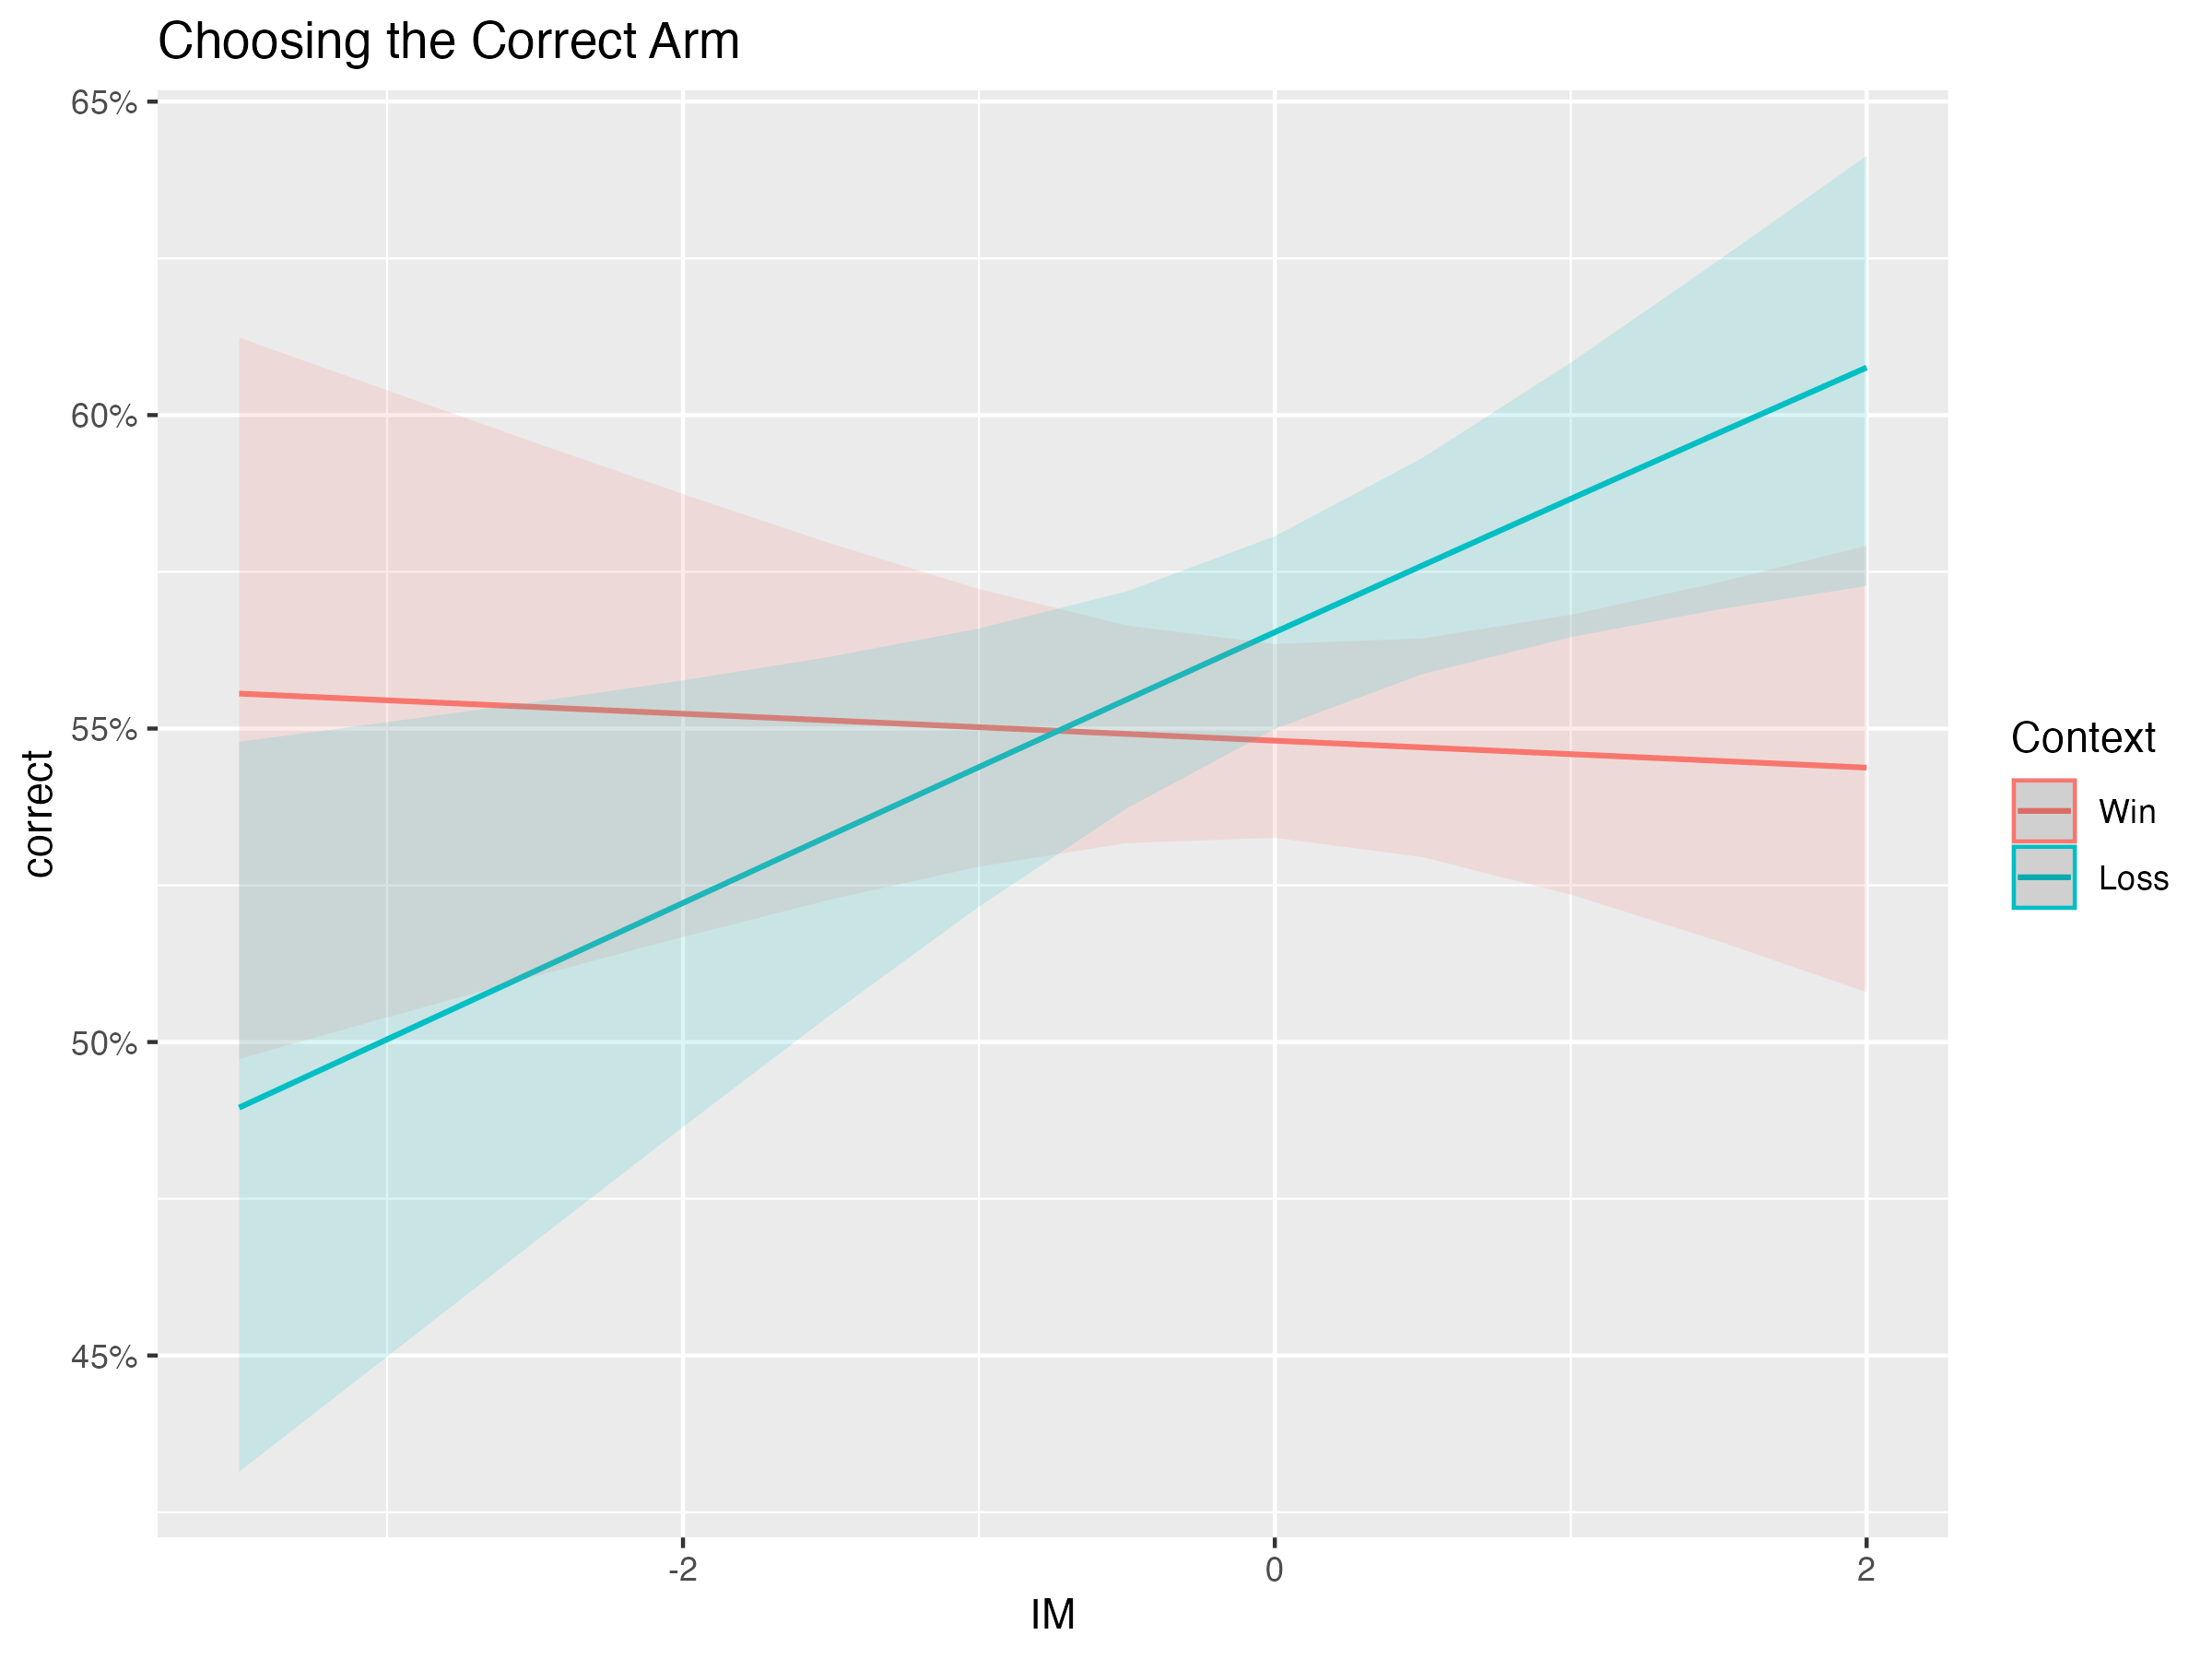 Choosing the Correct Arm
65%
60%
55%
50%
45%
correct
-2
0
2
IM
Context
Win
Loss